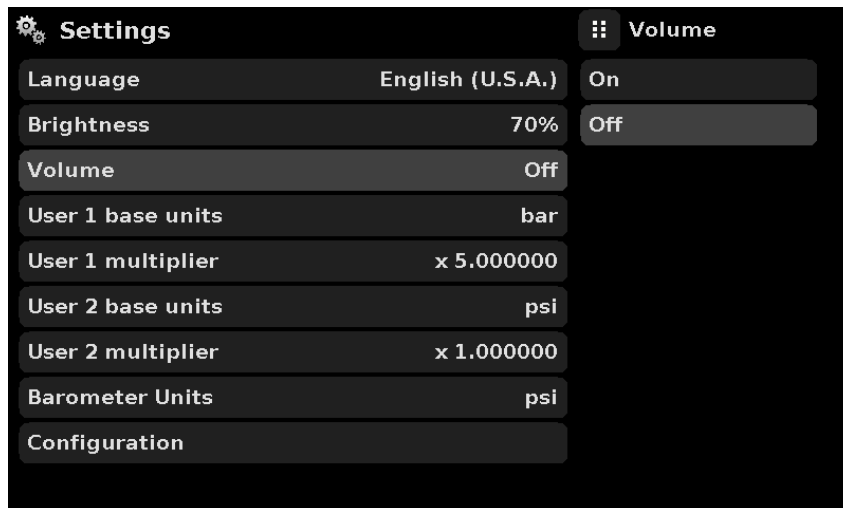 Settings
Language English (U.S.A.)
Brightness 70%
Volume Off
User 1 base units bar
User 1 multiplier x 5.000000
User 2 base units psi
User 2 multiplier x 1.000000
Barometer Units psi
Configuration
Volume
On
Off